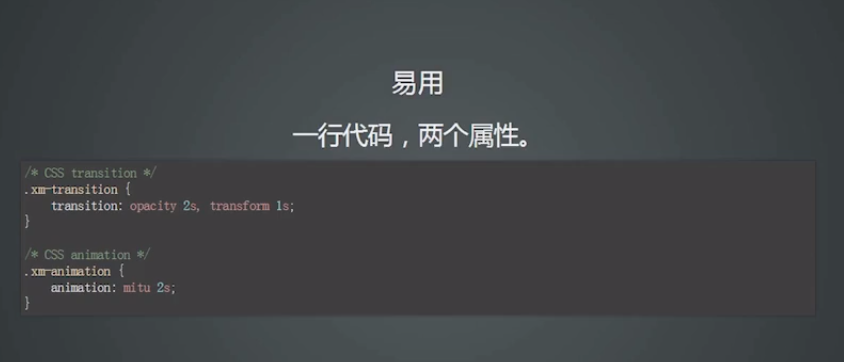 易用
一行代码，两个属性。
/* CSS transition */
.xm-transition {
    transition: opacity 2s, transform 1s;
}
/* CSS animation */
.xm-animation {
    animation: mitu 2s;
}